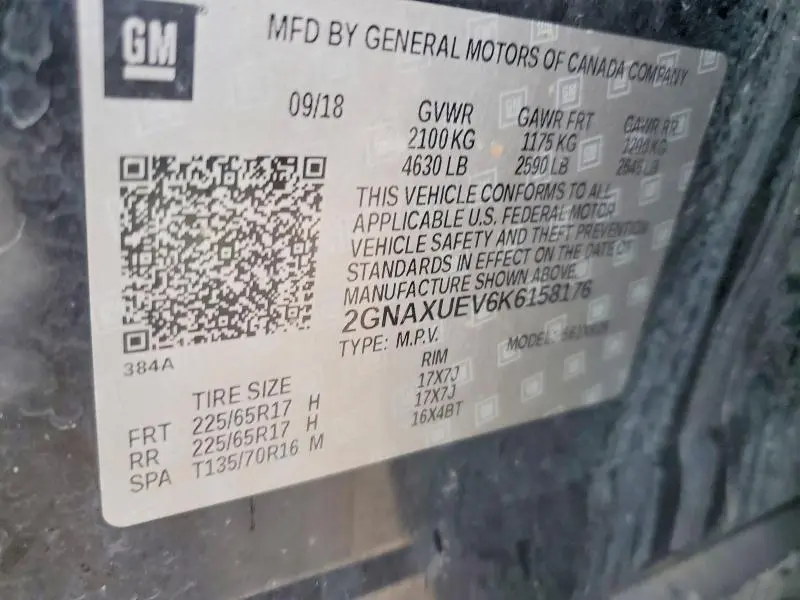 GM
MFD BY GENERAL MOTORS OF CANADA COMPANY
09/18
GVWR GAWR FRT GAWR RR
2100KG 1175 KG
4630 LB 2590 LB
THIS VEHICLE CONFORMS TO ALL
APPLICABLE U.S. FEDERAL MOTOR
VEHICLE SAFETY AND THEFT PREVENTION
STANDARDS IN EFFECT ON THE DATE OF
MANUFACTURE SHOWN ABOVE.
2GNAXUEV6K6158176
TYPE: M.P.V. MODEL:
384A
TIRE SIZE RIM
FRT 225/65R17 H 17X7J
RR 225/65R17 H 17X7J
SPA T135/70R16 M 16X4BT